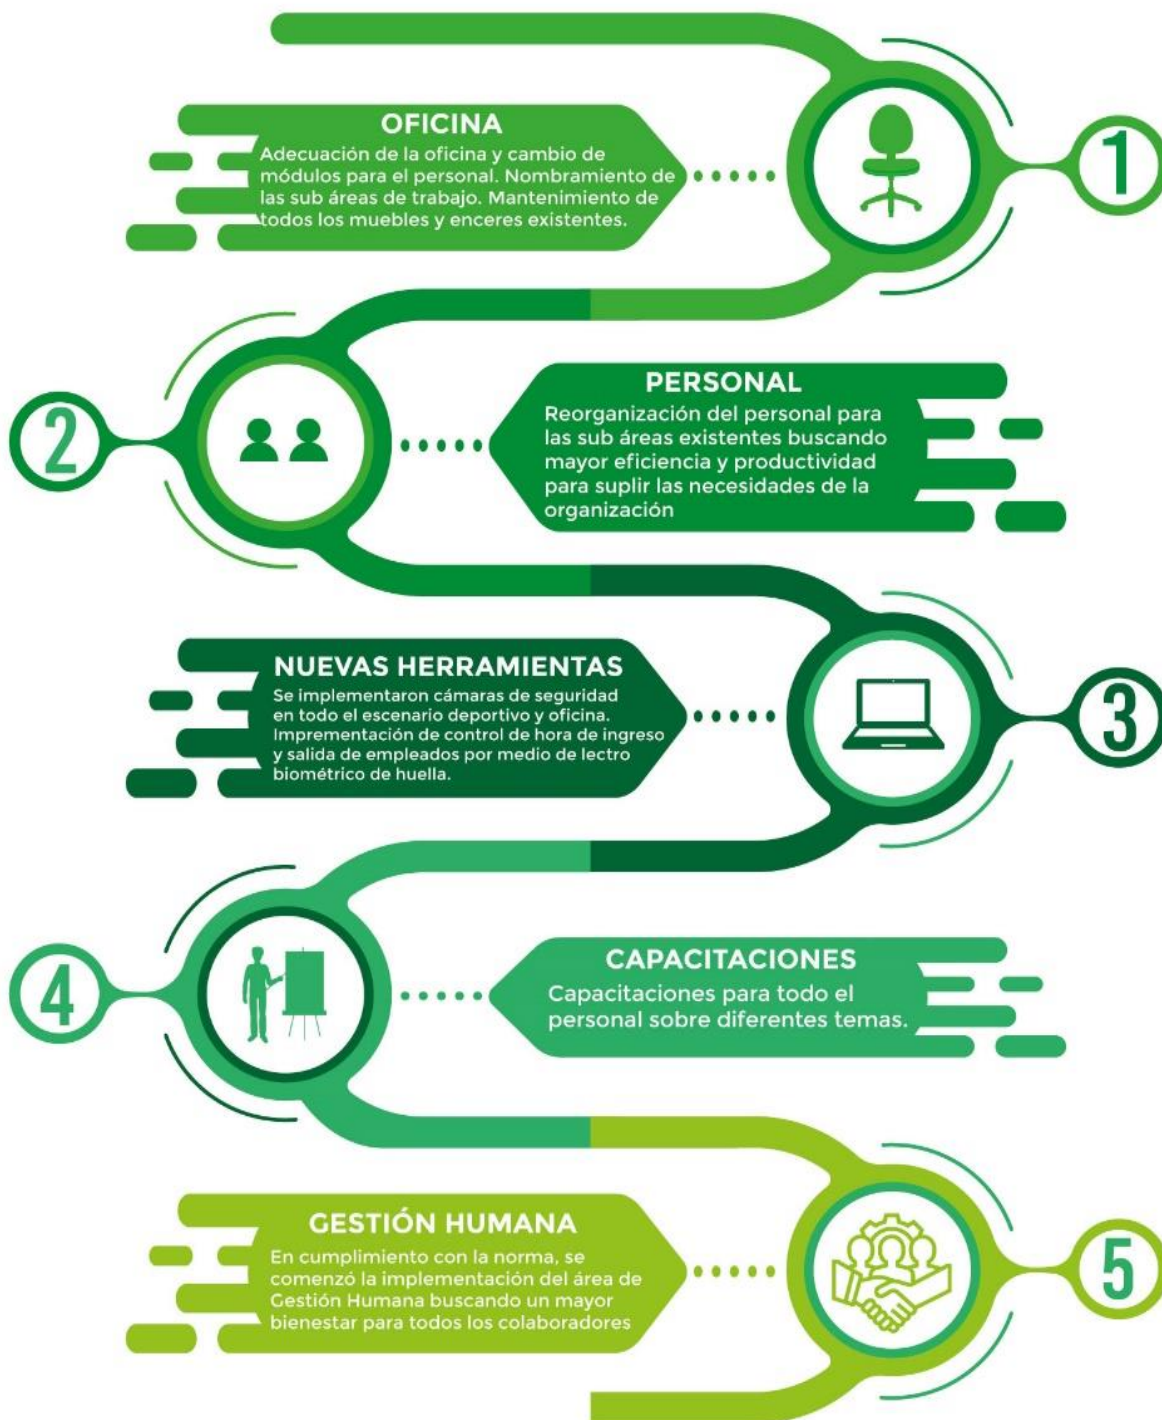 1
OFICINA
Adecuación de la oficina y cambio de
módulos para el personal. Nombramiento de
las sub áreas de trabajo. Mantenimiento de
todos los muebles y enceres existentes.
2
PERSONAL
Reorganización del personal para
las sub áreas existentes buscando
mayor eficiencia y productividad
para suplir las necesidades de la
organización
3
NUEVAS HERRAMIENTAS
Se implementaron cámaras de seguridad
en todo el escenario deportivo y oficina.
Imprementación de control de hora de ingreso
y salida de empleados por medio de lectro
biométrico de huella.
4
CAPACITACIONES
Capacitaciones para todo el
personal sobre diferentes temas.
5
GESTIÓN HUMANA
En cumplimiento con la norma, se
comenzó la implementación del área de
Gestión Humana buscando un mayor
bienestar para todos los colaboradores